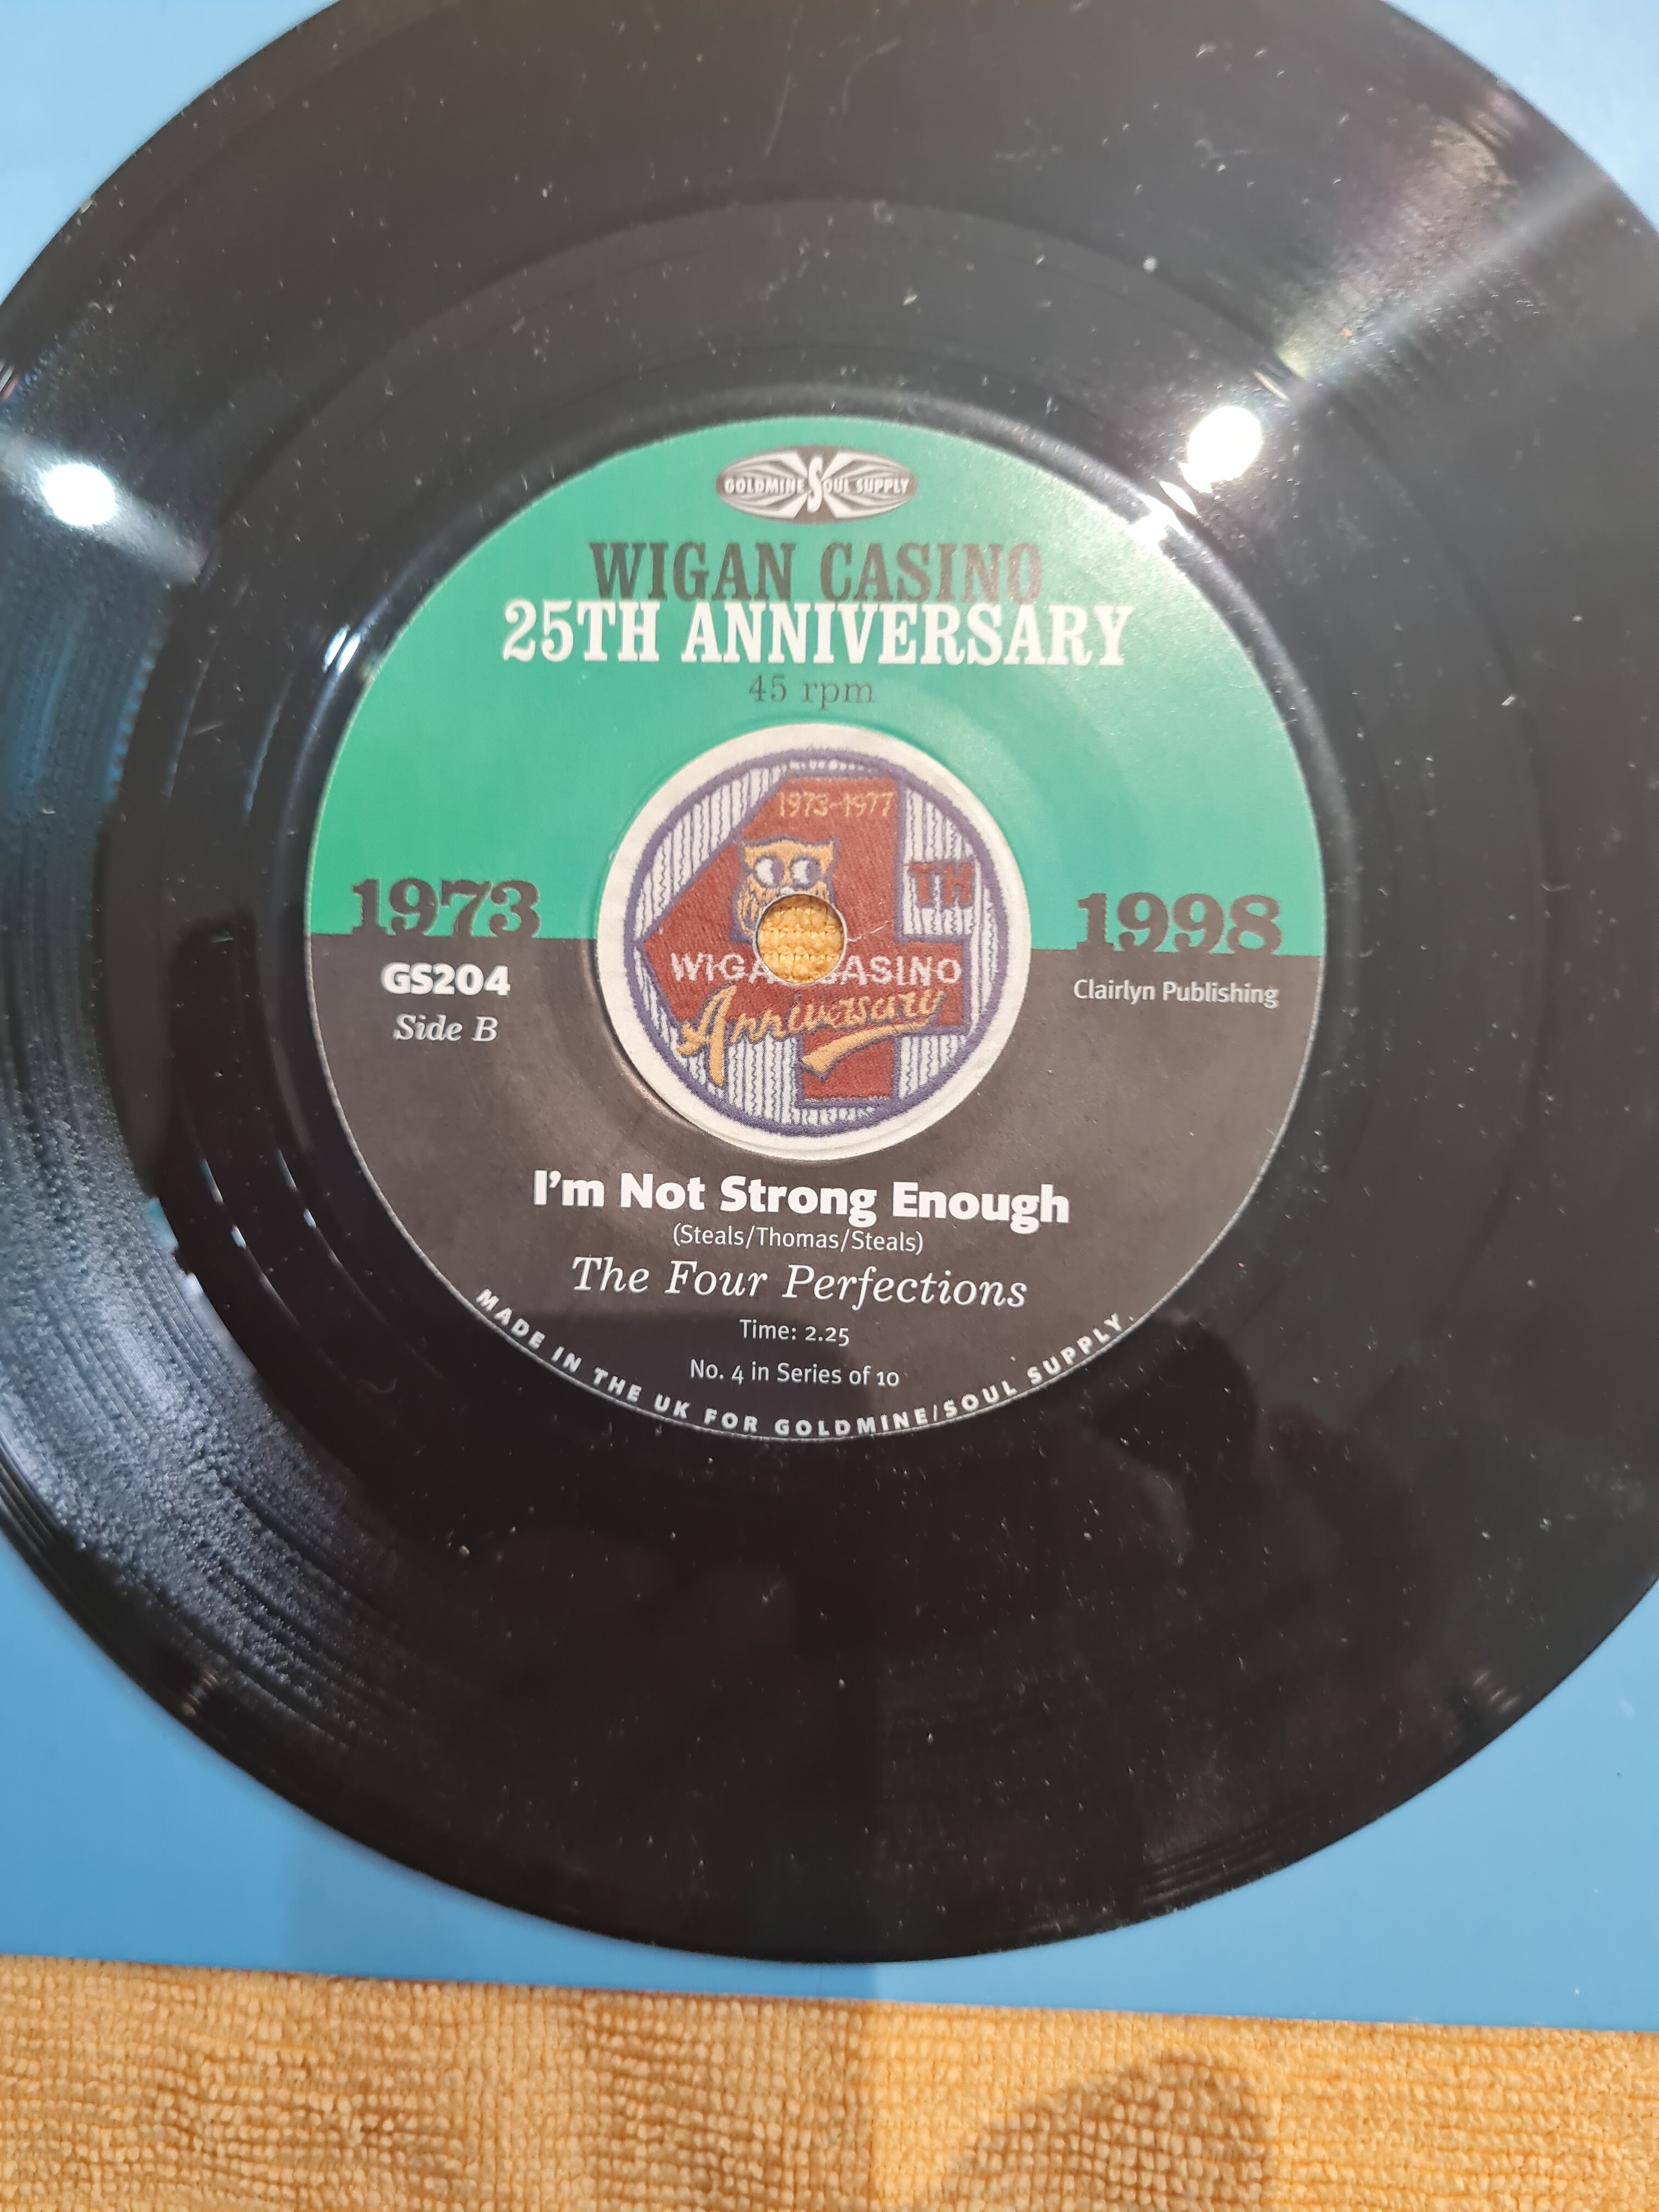 GOLDMINE SOUL SUPPLY
WIGAN CASINO
25TH ANNIVERSARY
45 rpm
1973-1977
TH
WIGA CASINO
Anniversary
1973
1998
GS204
Side B
Clairlyn Publishing
I'm Not Strong Enough
(Steals/Thomas/Steals)
The Four Perfections
Time: 2.25
No. 4 in Series of 10
MADE IN THE UK FOR GOLDMINE/SOUL SUPPLY.